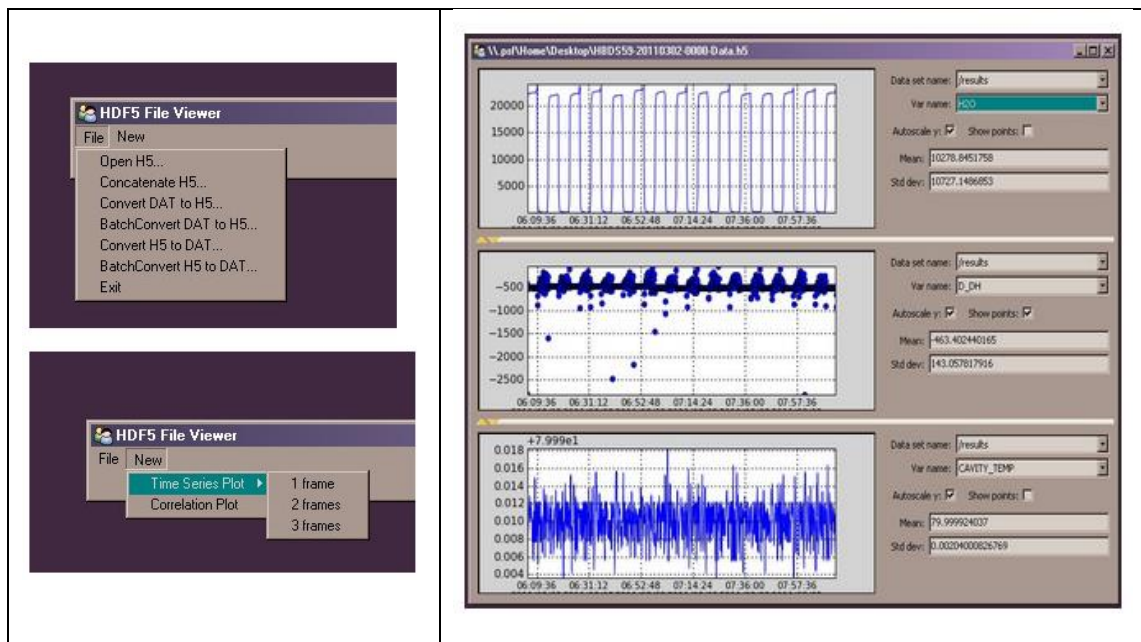 HDF5 File Viewer
File New
Open H5...
Concatenate H5...
Convert DAT to H5...
BatchConvert DAT to H5...
Convert H5 to DAT...
BatchConvert H5 to DAT...
Exit
HDF5 File Viewer
File New
Time Series Plot
Correlation Plot
1 frame
2 frames
3 frames
\\.psf\Home\Desktop\HBDS59-20110302-0000-Data.h5
20000
15000
10000
5000
06:09:36 06:31:12 06:52:48 07:14:24 07:36:00 07:57:36
Data set name: /results
Var name: H2O
Autoscale y: Show points:
Mean: 10278.8451758
Std dev: 10727.1486853
−500
−1000
−1500
−2000
−2500
06:09:36 06:31:12 06:52:48 07:14:24 07:36:00 07:57:36
Data set name: /results
Var name: D_DH
Autoscale y: Show points:
Mean: -463.402440165
Std dev: 143.057817916
+7.999e1
0.018
0.016
0.014
0.012
0.010
0.008
0.006
0.004
06:09:36 06:31:12 06:52:48 07:14:24 07:36:00 07:57:36
Data set name: /results
Var name: CAVITY_TEMP
Autoscale y: Show points:
Mean: 79.999924037
Std dev: 0.00204000826769